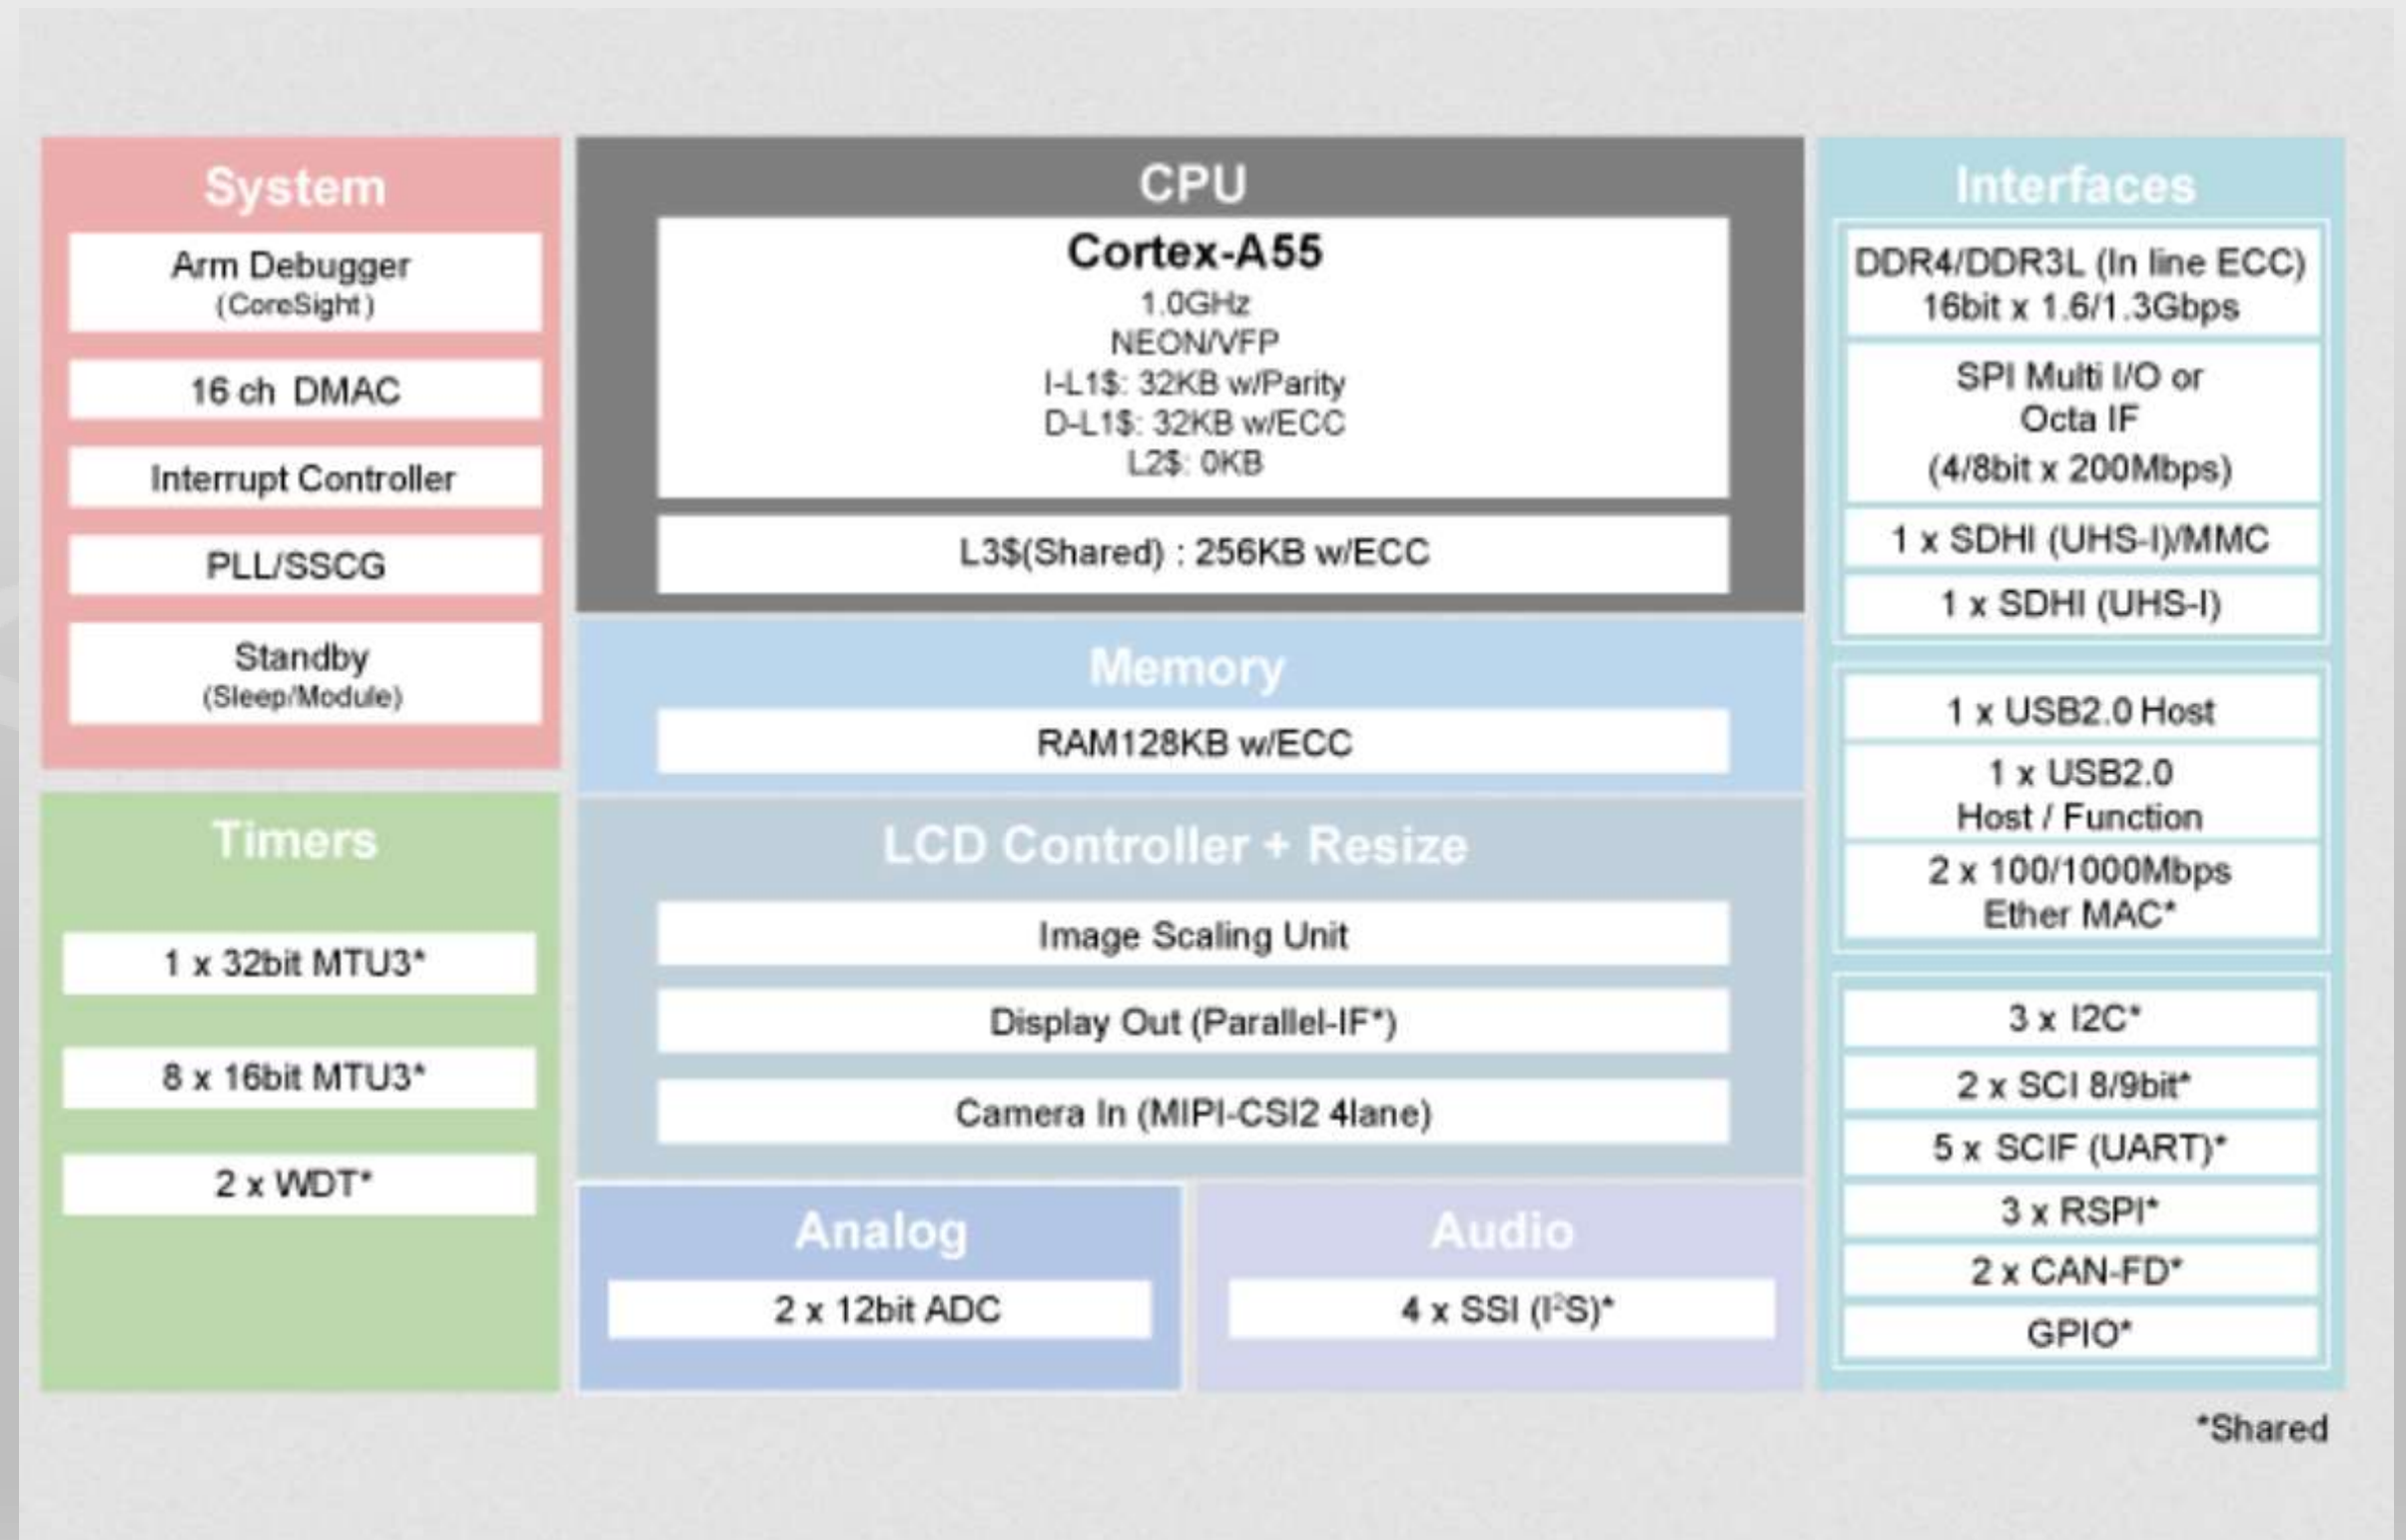 System
Arm Debugger
(CoreSight)
16 ch DMAC
Interrupt Controller
PLL/SSCG
Standby
(Sleep/Module)
Timers
1 x 32bit MTU3*
8 x 16bit MTU3*
2 x WDT*
CPU
Cortex-A55
1.0GHz
NEON/VFP
I-L1$: 32KB w/Parity
D-L1$: 32KB w/ECC
L2$: 0KB
L3$(Shared) : 256KB w/ECC
Memory
RAM128KB w/ECC
LCD Controller + Resize
Image Scaling Unit
Display Out (Parallel-IF*)
Camera In (MIPI-CSI2 4lane)
Analog
2 x 12bit ADC
Audio
4 x SSI (I²S)*
Interfaces
DDR4/DDR3L (In line ECC)
16bit x 1.6/1.3Gbps
SPI Multi I/O or
Octa IF
(4/8bit x 200Mbps)
1 x SDHI (UHS-I)/MMC
1 x SDHI (UHS-I)
1 x USB2.0 Host
1 x USB2.0
Host / Function
2 x 100/1000Mbps
Ether MAC*
3 x I2C*
2 x SCI 8/9bit*
5 x SCIF (UART)*
3 x RSPI*
2 x CAN-FD*
GPIO*
*Shared